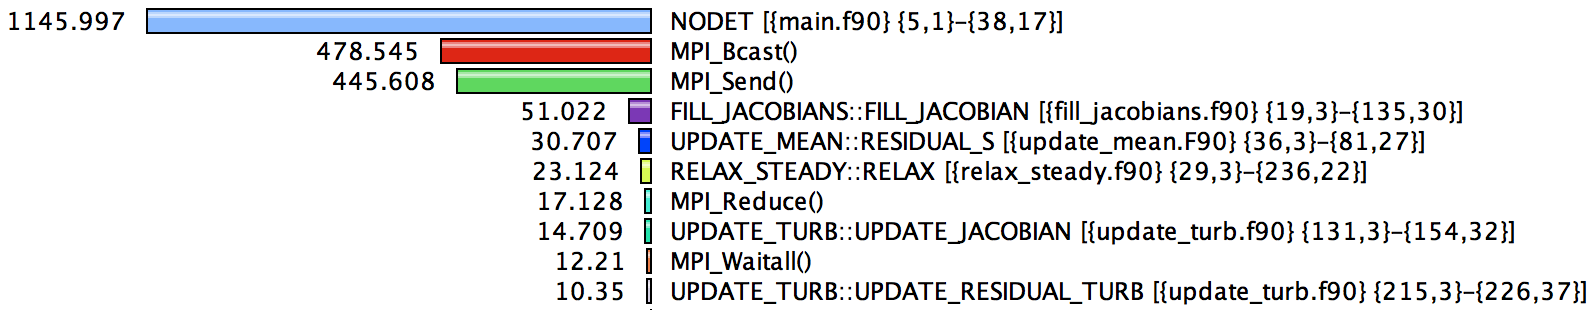 1145.997 NODET [{main.f90} {5,1}-{38,17}]
478.545 MPI_Bcast()
445.608 MPI_Send()
51.022 FILL_JACOBIANS::FILL_JACOBIAN [{fill_jacobians.f90} {19,3}-{135,30}]
30.707 UPDATE_MEAN::RESIDUAL_S [{update_mean.F90} {36,3}-{81,27}]
23.124 RELAX_STEADY::RELAX [{relax_steady.f90} {29,3}-{236,22}]
17.128 MPI_Reduce()
14.709 UPDATE_TURB::UPDATE_JACOBIAN [{update_turb.f90} {131,3}-{154,32}]
12.21 MPI_Waitall()
10.35 UPDATE_TURB::UPDATE_RESIDUAL_TURB [{update_turb.f90} {215,3}-{226,37}]